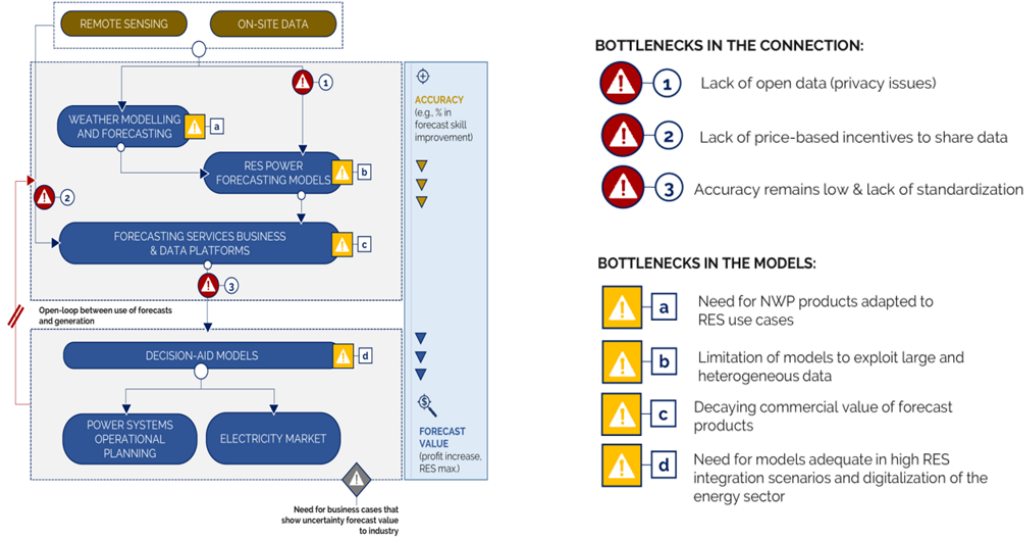 REMOTE SENSING
ON-SITE DATA
1
WEATHER MODELLING
AND FORECASTING
a
RES POWER
FORECASTING MODELS
b
2
FORECASTING SERVICES BUSINESS
& DATA PLATFORMS
c
3
Open-loop between use of forecasts
and generation
DECISION-AID MODELS
d
POWER SYSTEMS
OPERATIONAL
PLANNING
ELECTRICITY MARKET
Need for business cases that
show uncertainty forecast value
to industry
ACCURACY
(e.g., % in
forecast skill
improvement)
$
FORECAST
VALUE
(profit increase,
RES max.)
BOTTLENECKS IN THE CONNECTION:
1 Lack of open data (privacy issues)
2 Lack of price-based incentives to share data
3 Accuracy remains low & lack of standardization
BOTTLENECKS IN THE MODELS:
a Need for NWP products adapted to
RES use cases
b Limitation of models to exploit large and
heterogeneous data
c Decaying commercial value of forecast
products
d Need for models adequate in high RES
integration scenarios and digitalization of the
energy sector